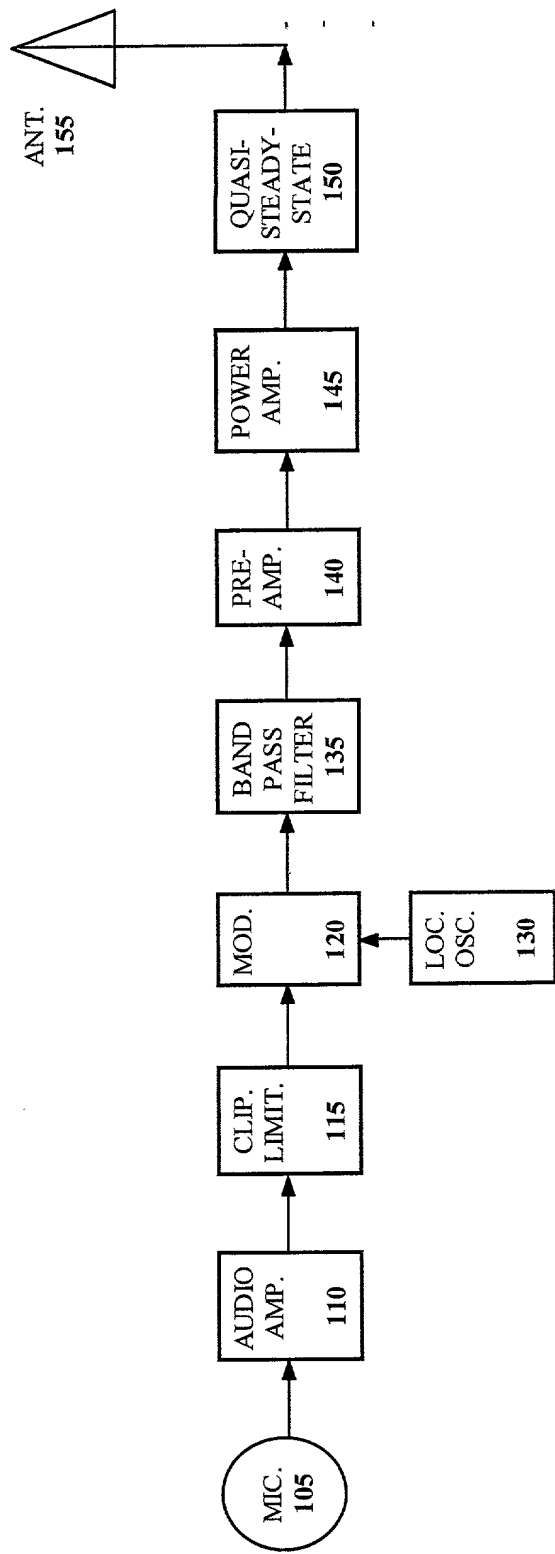 MIC.
105
AUDIO
AMP.
110
CLIP.
LIMIT.
115
MOD.
120
LOC.
OSC.
130
BAND
PASS
FILTER
135
PRE-
AMP.
140
POWER
AMP.
145
QUASI-
STEADY-
STATE
150
ANT.
155